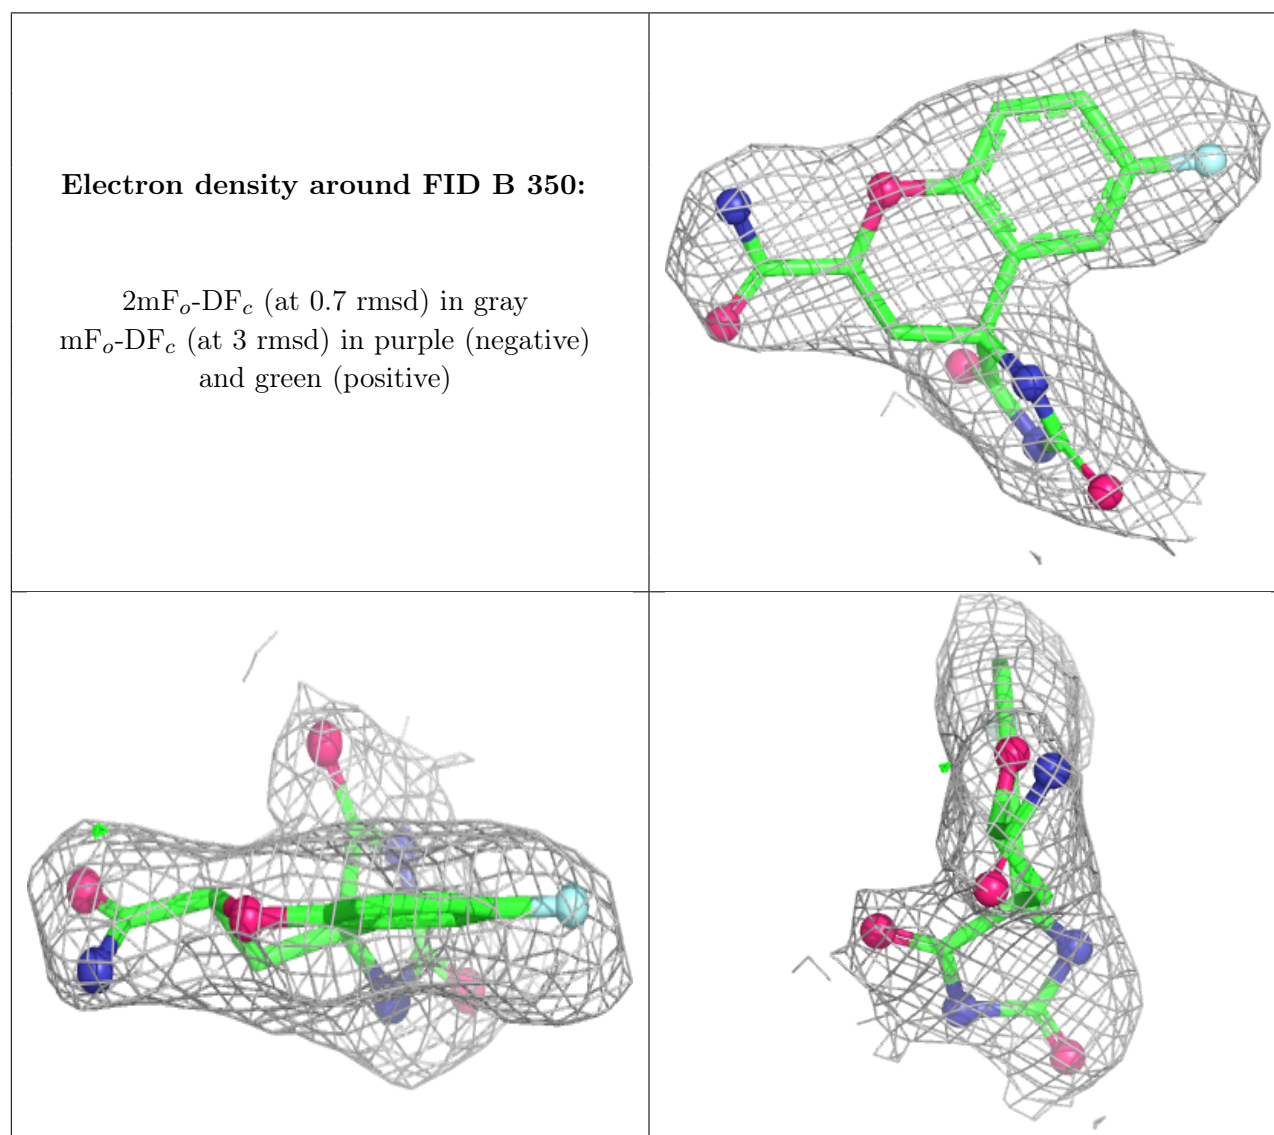 Electron density around FID B 350:
2mFₒ-DF𝒸 (at 0.7 rmsd) in gray
mFₒ-DF𝒸 (at 3 rmsd) in purple (negative)
and green (positive)